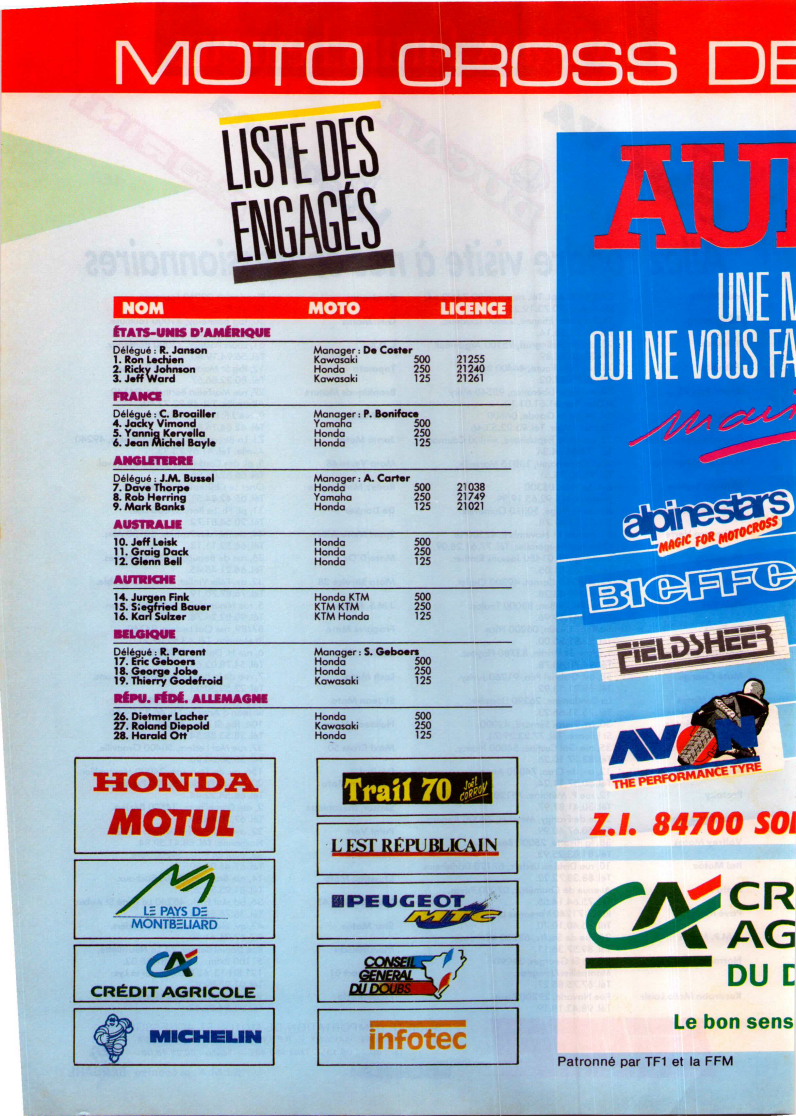 MOTO CROSS DE
LISTE DES
ENGAGÉS
NOM MOTO LICENCE
ÉTATS-UNIS D'AMÉRIQUE
Délégué : R. Janson Manager : De Coster
1. Ron Lechien Kawasaki 500 21255
2. Ricky Johnson Honda 250 21240
3. Jeff Ward Kawasaki 125 21261
FRANCE
Délégué : C. Broailler Manager : P. Boniface
4. Jacky Vimond Yamaha 500
5. Yannig Kervella Honda 250
6. Jean Michel Bayle Honda 125
ANGLETERRE
Délégué : J.M. Bussel Manager : A. Carter
7. Dave Thorpe Honda 500 21038
8. Rob Herring Yamaha 250 21749
9. Mark Banks Honda 125 21021
AUSTRALIE
10. Jeff Leisk Honda 500
11. Graig Dack Honda 250
12. Glenn Bell Honda 125
AUTRICHE
14. Jurgen Fink Honda KTM 500
15. Siegfried Bauer KTM KTM 250
16. Karl Sulzer KTM Honda 125
BELGIQUE
Délégué : R. Parent Manager : S. Geboers
17. Eric Geboers Honda 500
18. George Jobe Honda 250
19. Thierry Godefroid Kawasaki 125
RÉPU. FÉDÉ. ALLEMAGNE
26. Dietmer Lacher Honda 500
27. Roland Diepold Kawasaki 250
28. Harald Ott Honda 125
HONDA
MOTUL
LE PAYS DE
MONTBELIARD
CRÉDIT AGRICOLE
MICHELIN
Trail 70 Joël CORROY
L'EST RÉPUBLICAIN
PEUGEOT
MTC
CONSEIL
GENERAL
DU DOUBS
infotec
AU
UNE M
QUI NE VOUS FA
alpinestars
MAGIC FOR MOTOCROSS
BIEFFE
FIELDSHEER
AVON
THE PERFORMANCE TYRE
Z.I. 84700 SO
CA CR
AG
DU D
Le bon sens
Patronné par TF1 et la FFM